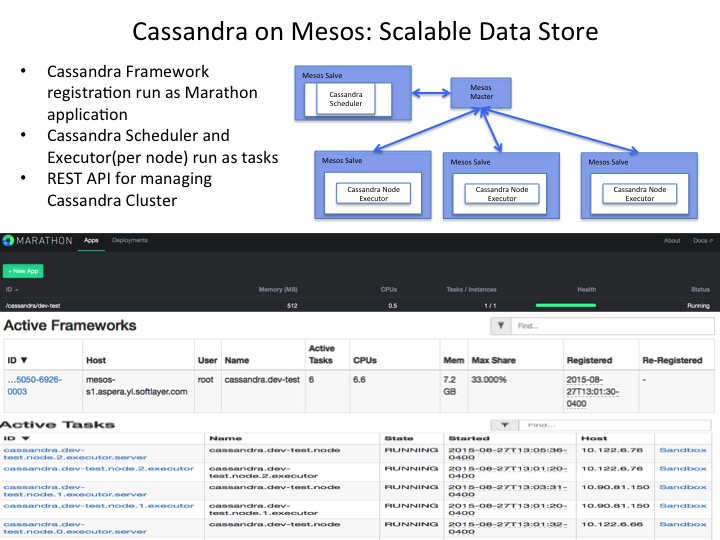 Cassandra on Mesos: Scalable Data Store
• Cassandra Framework
registration run as Marathon
application
• Cassandra Scheduler and
Executor(per node) run as tasks
• REST API for managing
Cassandra Cluster
Mesos Salve
Cassandra
Scheduler
Mesos
Master
Mesos Salve
Cassandra Node
Executor
Mesos Salve
Cassandra Node
Executor
Mesos Salve
Cassandra Node
Executor
MARATHON Apps Deployments About Docs
+ New App
ID Memory (MB) CPUs Tasks / Instances Health Status
/cassandra/dev-test 512 0.5 1 / 1 Running
Active Frameworks
Find...
ID ▼ Host User Name Active Tasks CPUs Mem Max Share Registered Re-Registered
…5050-6926-0003 mesos-s1.aspera.yl.softlayer.com root cassandra.dev-test 6 6.6 7.2 GB 33.000% 2015-08-27T13:01:30-0400 -
Active Tasks
Find...
ID ▼ Name State Started Host
cassandra.dev-test.node.2.executor.server cassandra.dev-test.node RUNNING 2015-08-27T13:05:36-0400 10.122.6.76 Sandbox
cassandra.dev-test.node.2.executor cassandra.dev-test.node.2.executor RUNNING 2015-08-27T13:01:20-0400 10.122.6.76 Sandbox
cassandra.dev-test.node.1.executor.server cassandra.dev-test.node RUNNING 2015-08-27T13:03:31-0400 10.90.81.150 Sandbox
cassandra.dev-test.node.1.executor cassandra.dev-test.node.1.executor RUNNING 2015-08-27T13:01:20-0400 10.90.81.150 Sandbox
cassandra.dev-test.node.0.executor.server cassandra.dev-test.node RUNNING 2015-08-27T13:01:32-0400 10.122.6.66 Sandbox